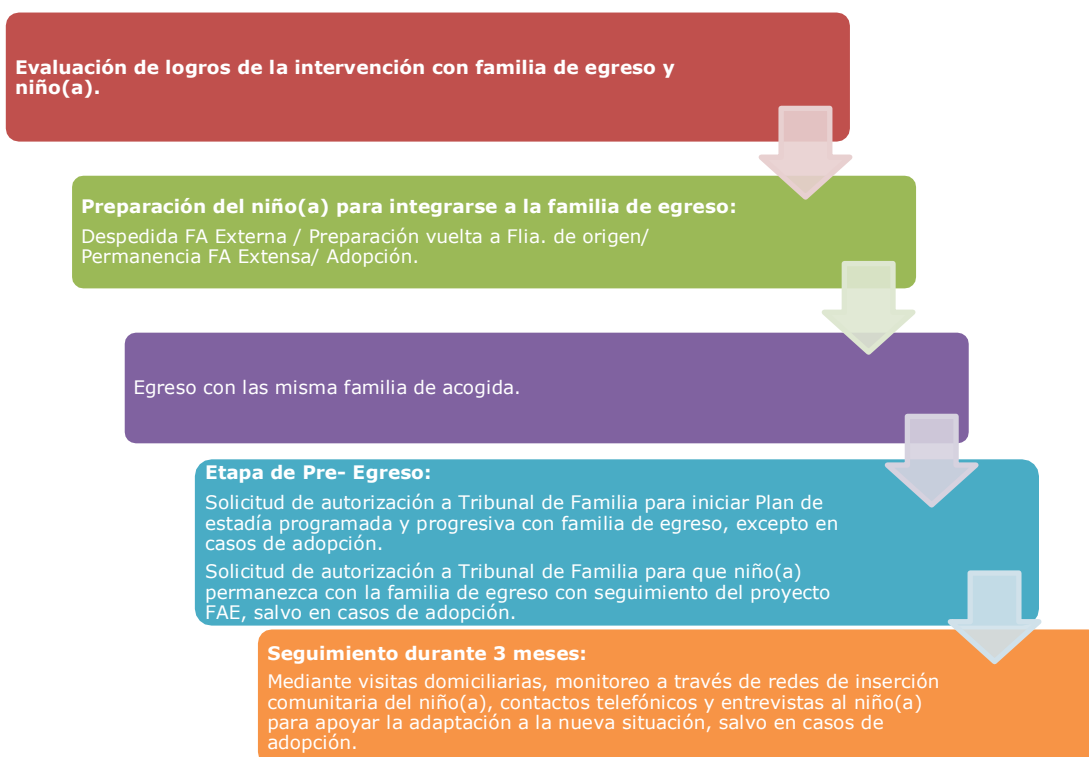 Evaluación de logros de la intervención con familia de egreso y
niño(a).
Preparación del niño(a) para integrarse a la familia de egreso:
Despedida FA Externa / Preparación vuelta a Flia. de origen/
Permanencia FA Extensa/ Adopción.
Egreso con las misma familia de acogida.
Etapa de Pre- Egreso:
Solicitud de autorización a Tribunal de Familia para iniciar Plan de
estadía programada y progresiva con familia de egreso, excepto en
casos de adopción.
Solicitud de autorización a Tribunal de Familia para que niño(a)
permanezca con la familia de egreso con seguimiento del proyecto
FAE, salvo en casos de adopción.
Seguimiento durante 3 meses:
Mediante visitas domiciliarias, monitoreo a través de redes de inserción
comunitaria del niño(a), contactos telefónicos y entrevistas al niño(a)
para apoyar la adaptación a la nueva situación, salvo en casos de
adopción.